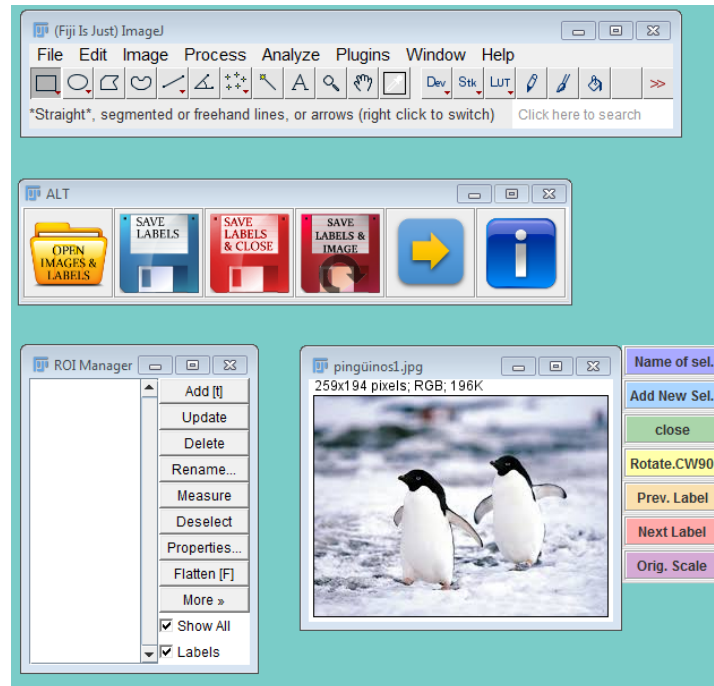 (Fiji Is Just) ImageJ
File Edit Image Process Analyze Plugins Window Help
A Dev Stk LUT >>
*Straight*, segmented or freehand lines, or arrows (right click to switch) Click here to search
ALT
OPEN
IMAGES &
LABELS
SAVE
LABELS
SAVE
LABELS
& CLOSE
SAVE
LABELS &
IMAGE
i
ROI Manager
Add [t]
Update
Delete
Rename...
Measure
Deselect
Properties...
Flatten [F]
More »
Show All
Labels
pingüinos1.jpg
259x194 pixels; RGB; 196K
Name of sel.
Add New Sel.
close
Rotate.CW90
Prev. Label
Next Label
Orig. Scale